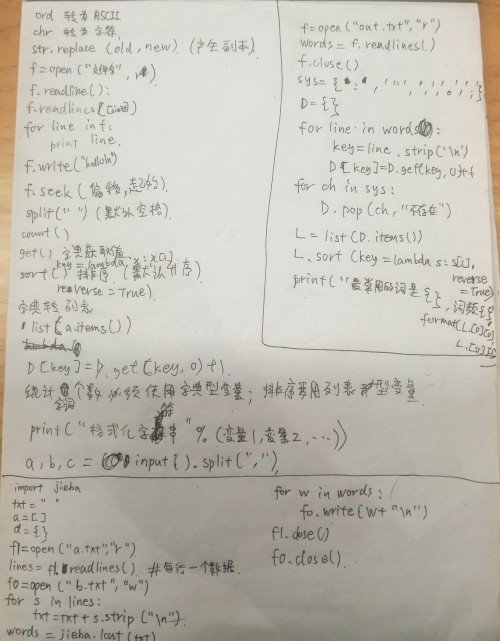 ord 转为 ASCII
chr 转为 字符
str.replace (old, new) (产生副本)
f=open("文件名", r)
f.readline():
f.readlines
for line in f:
print line.
f.write("hello\n")
f.seek (偏移, 起始)
split(" ") (默认空格)
count()
get() 字典获取值
key = lambda x: x[1]
sort() 排序 (默认升序)
reverse=True).
字典转列表
list(a.items())
D[key]=D.get(key,0)+1
统计 个数必须使用字典型变量; 排序要用列表型变量
print("格式化字符串" % (变量1,变量2,...))
a, b, c = input().split(",")
f=open("out.txt","r")
words=f.readlines()
f.close()
sys={
D={}
for line in words:
key=line.strip('\n')
D[key]=D.get(key,0)+1
for ch in sys:
D.pop(ch,"不存在")
L=list(D.items())
L.sort (key=lambda s:s[1],
reverse
=True)
print("最常用的词是{}, 词频{}"
format(L[0][0],
L[0][1]
import jieba
txt=" "
a=[]
d={}
f1=open("a.txt","r")
lines=f1.readlines() #每行一个数据.
fo=open("b.txt","w")
for s in lines:
txt=txt+s.strip("\n")
words=jieba.lcut(txt)
for w in words:
fo.write(w+"\n")
f1.close()
fo.close()